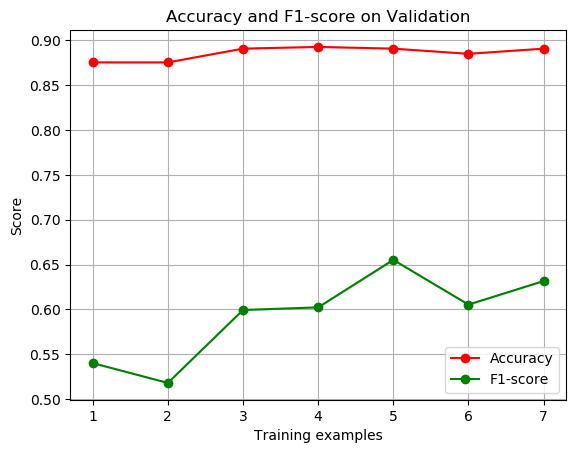 Accuracy and F1-score on Validation
0.90
0.85
0.80
0.75
0.70
0.65
0.60
0.55
0.50
Score
Accuracy
F1-score
1 2 3 4 5 6 7
Training examples